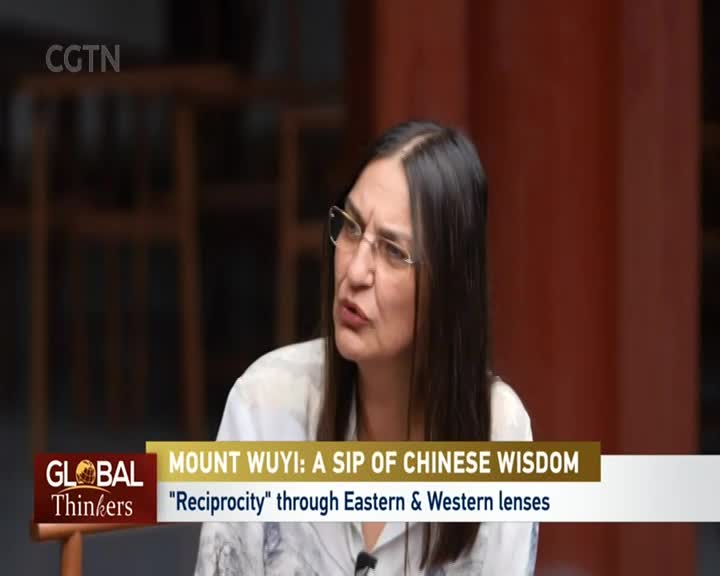 CGTN
MOUNT WUYI: A SIP OF CHINESE WISDOM
GLOBAL
Thinkers
"Reciprocity" through Eastern & Western lenses